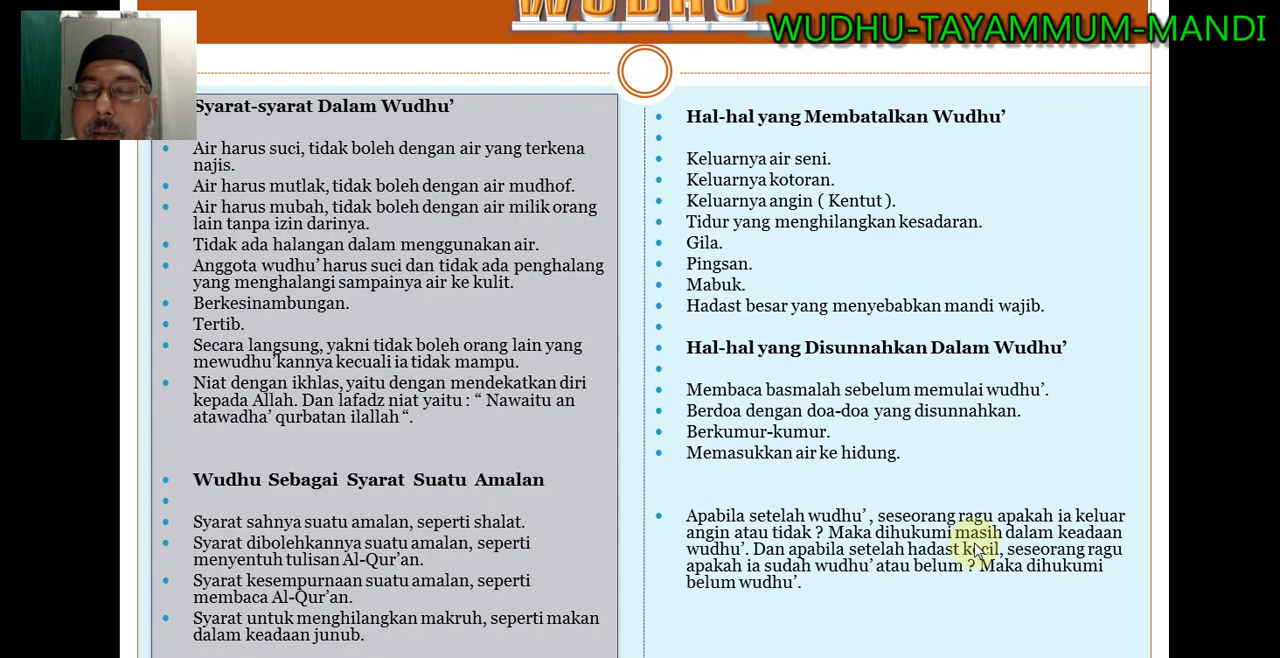 WUDHU
WUDHU-TAYAMMUM-MANDI
Syarat-syarat Dalam Wudhu’
Air harus suci, tidak boleh dengan air yang terkena
najis.
Air harus mutlak, tidak boleh dengan air mudhof.
Air harus mubah, tidak boleh dengan air milik orang
lain tanpa izin darinya.
Tidak ada halangan dalam menggunakan air.
Anggota wudhu’ harus suci dan tidak ada penghalang
yang menghalangi sampainya air ke kulit.
Berkesinambungan.
Tertib.
Secara langsung, yakni tidak boleh orang lain yang
mewudhu’kannya kecuali ia tidak mampu.
Niat dengan ikhlas, yaitu dengan mendekatkan diri
kepada Allah. Dan lafadz niat yaitu : “ Nawaitu an
atawadha’ qurbatan ilallah “.
Wudhu Sebagai Syarat Suatu Amalan
Syarat sahnya suatu amalan, seperti shalat.
Syarat dibolehkannya suatu amalan, seperti
menyentuh tulisan Al-Qur’an.
Syarat kesempurnaan suatu amalan, seperti
membaca Al-Qur’an.
Syarat untuk menghilangkan makruh, seperti makan
dalam keadaan junub.
Hal-hal yang Membatalkan Wudhu’
Keluarnya air seni.
Keluarnya kotoran.
Keluarnya angin ( Kentut ).
Tidur yang menghilangkan kesadaran.
Gila.
Pingsan.
Mabuk.
Hadast besar yang menyebabkan mandi wajib.
Hal-hal yang Disunnahkan Dalam Wudhu’
Membaca basmalah sebelum memulai wudhu’.
Berdoa dengan doa-doa yang disunnahkan.
Berkumur-kumur.
Memasukkan air ke hidung.
Apabila setelah wudhu’ , seseorang ragu apakah ia keluar
angin atau tidak ? Maka dihukumi masih dalam keadaan
wudhu’. Dan apabila setelah hadast kecil, seseorang ragu
apakah ia sudah wudhu’ atau belum ? Maka dihukumi
belum wudhu’.